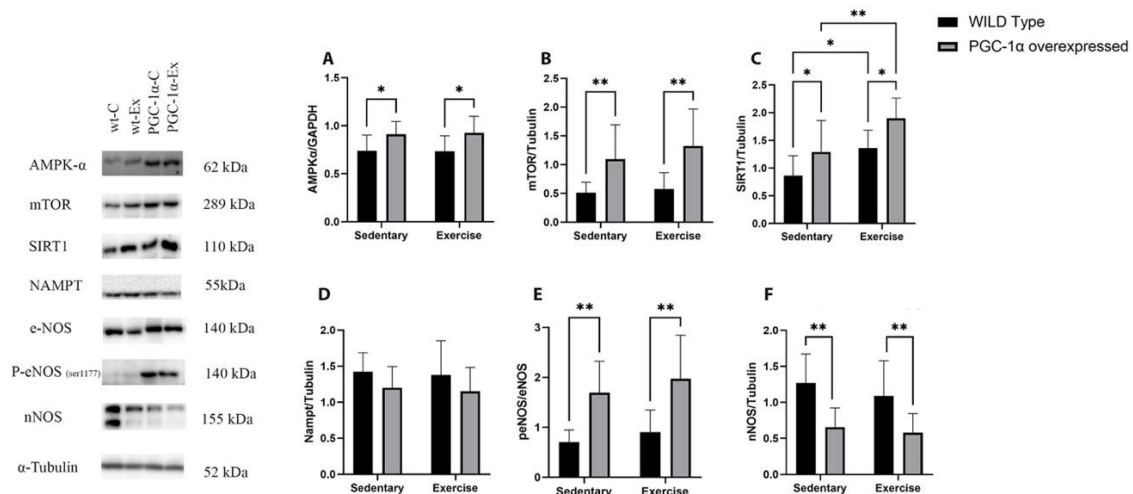 WILD Type
PGC-1α overexpressed
wt-C
wt-Ex
PGC-1α-C
PGC-1α-Ex
AMPK-α 62 kDa
mTOR 289 kDa
SIRT1 110 kDa
NAMPT 55kDa
e-NOS 140 kDa
P-eNOS (ser1177) 140 kDa
nNOS 155 kDa
α-Tubulin 52 kDa
A
AMPKα/GAPDH
1.5
1.0
0.5
0.0
* *
Sedentary Exercise
B
mTOR/Tubulin
2.5
2.0
1.5
1.0
0.5
0.0
** **
Sedentary Exercise
C
SIRT1/Tubulin
2.5
2.0
1.5
1.0
0.5
0.0
**
*
* *
Sedentary Exercise
D
Nampt/Tubulin
2.0
1.5
1.0
0.5
0.0
Sedentary Exercise
E
peNOS/eNOS
4
3
2
1
0
** **
Sedentary Exercise
F
nNOS/Tubulin
2.0
1.5
1.0
0.5
0.0
** **
Sedentary Exercise